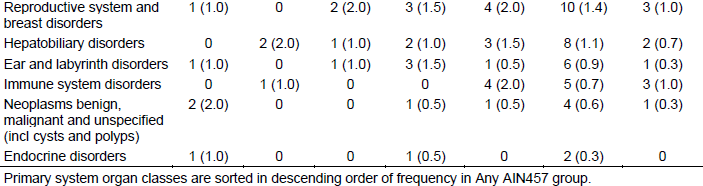 Reproductive system and breast disorders 1 (1.0) 0 2 (2.0) 3 (1.5) 4 (2.0) 10 (1.4) 3 (1.0)
Hepatobiliary disorders 0 2 (2.0) 1 (1.0) 2 (1.0) 3 (1.5) 8 (1.1) 2 (0.7)
Ear and labyrinth disorders 1 (1.0) 0 1 (1.0) 3 (1.5) 1 (0.5) 6 (0.9) 1 (0.3)
Immune system disorders 0 1 (1.0) 0 0 4 (2.0) 5 (0.7) 3 (1.0)
Neoplasms benign, 2 (2.0) 0 0 1 (0.5) 1 (0.5) 4 (0.6) 1 (0.3)
malignant and unspecified
(incl cysts and polyps)
Endocrine disorders 1 (1.0) 0 0 1 (0.5) 0 2 (0.3) 0
Primary system organ classes are sorted in descending order of frequency in Any AIN457 group.